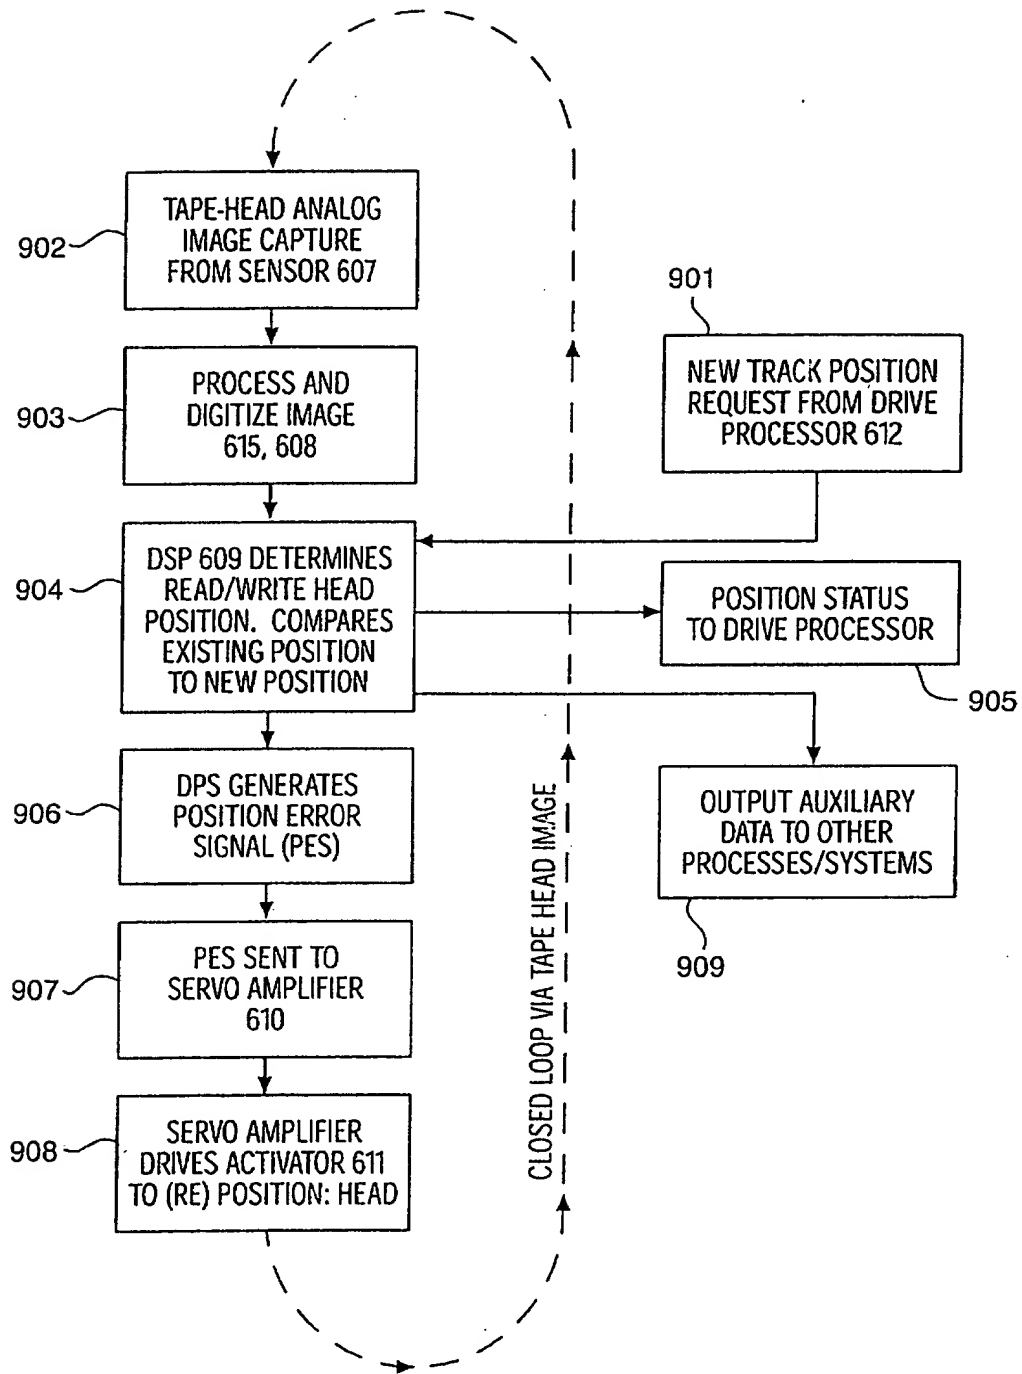 902
TAPE-HEAD ANALOG
IMAGE CAPTURE
FROM SENSOR 607
901
NEW TRACK POSITION
REQUEST FROM DRIVE
PROCESSOR 612
903
PROCESS AND
DIGITIZE IMAGE
615, 608
904
DSP 609 DETERMINES
READ/WRITE HEAD
POSITION. COMPARES
EXISTING POSITION
TO NEW POSITION
POSITION STATUS
TO DRIVE PROCESSOR
905
906
DPS GENERATES
POSITION ERROR
SIGNAL (PES)
OUTPUT AUXILIARY
DATA TO OTHER
PROCESSES/SYSTEMS
909
907
PES SENT TO
SERVO AMPLIFIER
610
908
SERVO AMPLIFIER
DRIVES ACTIVATOR 611
TO (RE) POSITION: HEAD
CLOSED LOOP VIA TAPE HEAD IMAGE